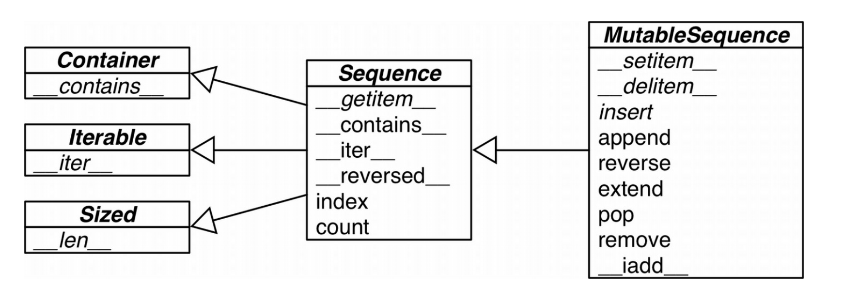 Container
__contains__
Iterable
__iter__
Sized
__len__
Sequence
__getitem__
__contains__
__iter__
__reversed__
index
count
MutableSequence
__setitem__
__delitem__
insert
append
reverse
extend
pop
remove
__iadd__